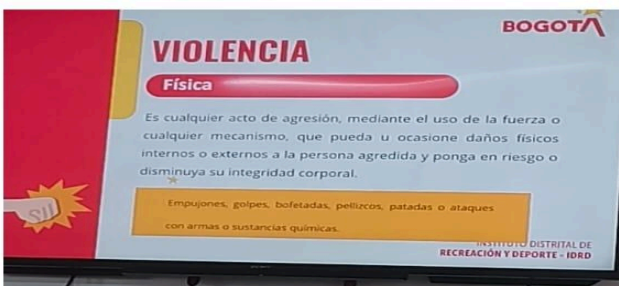 BOGOTA
VIOLENCIA
Física
Es cualquier acto de agresión, mediante el uso de la fuerza o
cualquier mecanismo, que pueda u ocasione daños físicos
internos o externos a la persona agredida y ponga en riesgo o
disminuya su integridad corporal.
Empujones, golpes, bofetadas, pellizcos, patadas o ataques
con armas o sustancias químicas.
INSTITUTO DISTRITAL DE
RECREACIÓN Y DEPORTE - IDRD